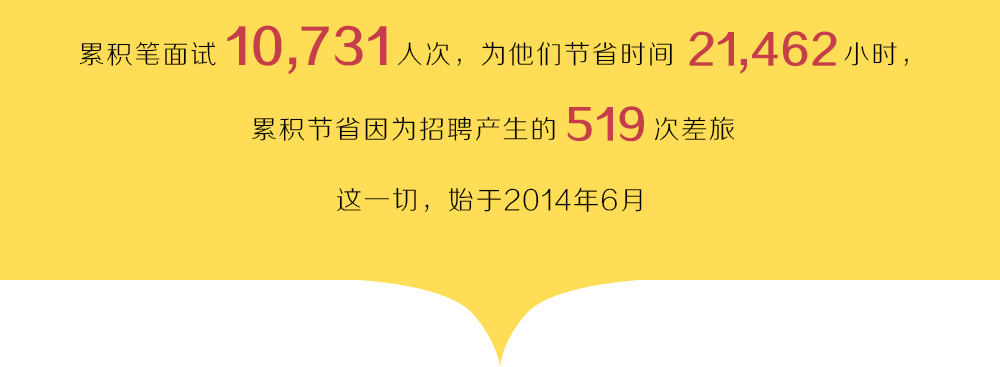 累积笔面试 10,731 人次，为他们节省时间 21,462 小时，
累积节省因为招聘产生的 519 次差旅
这一切，始于2014年6月